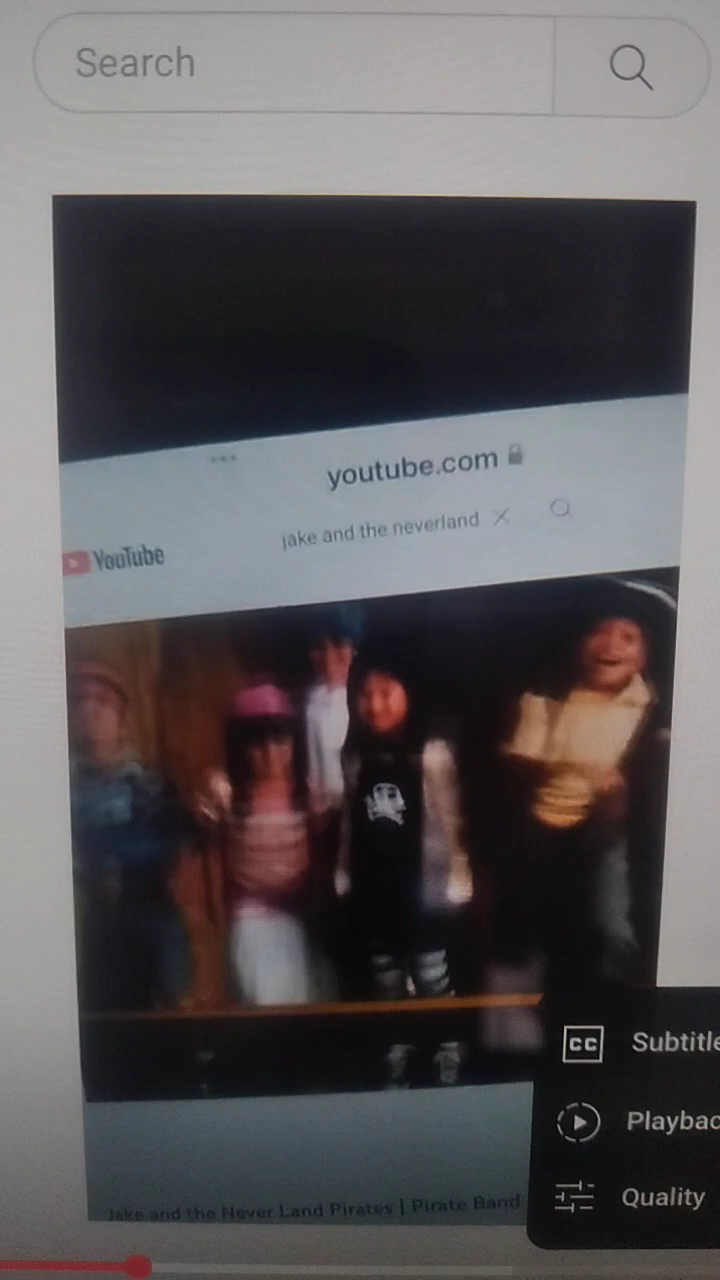 Search
youtube.com
YouTube
jake and the neverland
Subtitle
Playbac
Quality
Jake and the Never Land Pirates | Pirate Band